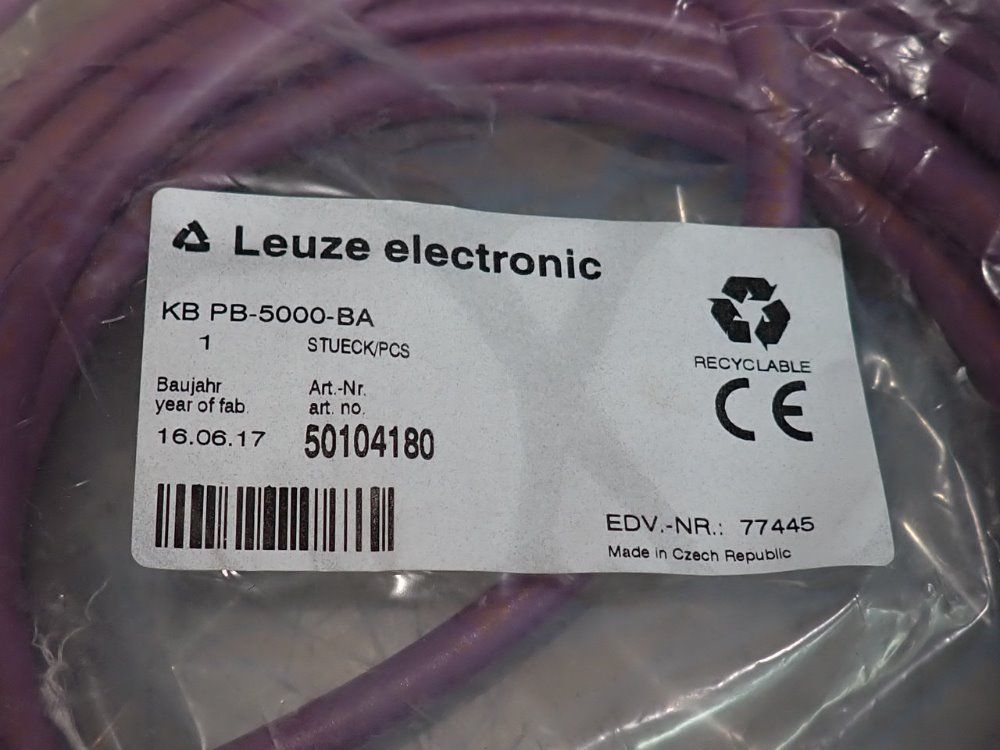 Leuze electronic
KB PB-5000-BA
1 STUECK/PCS
Baujahr Art.-Nr.
year of fab. art. no.
16.06.17 50104180
RECYCLABLE
CE
EDV.-NR.: 77445
Made in Czech Republic